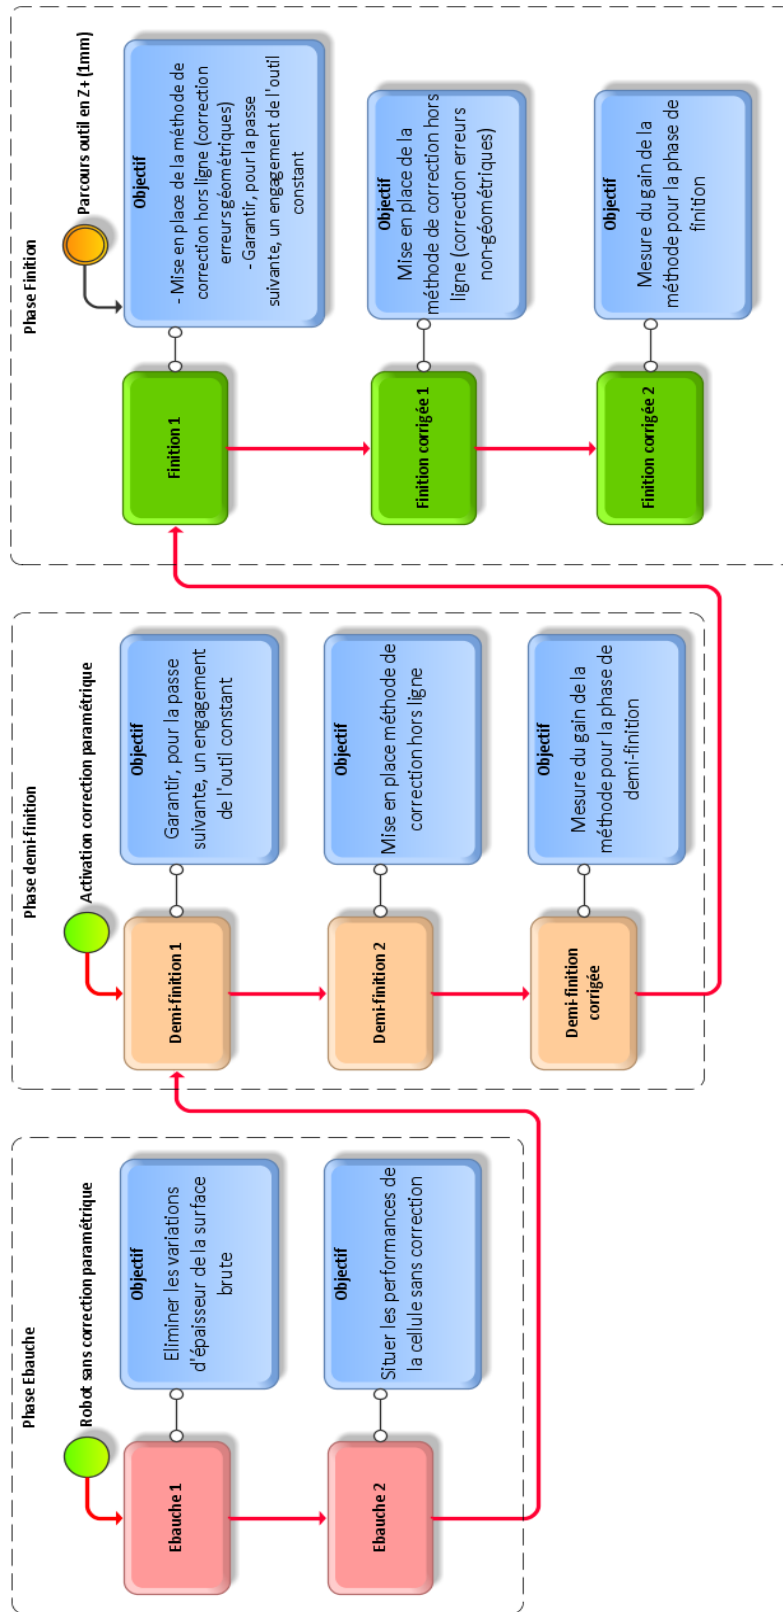 Phase Ebauche
Robot sans correction paramétrique
Ebauche 1
Objectif
Eliminer les variations
d'épaisseur de la surface
brute
Ebauche 2
Objectif
Situer les performances de
la cellule sans correction
Phase demi-finition
Activation correction paramétrique
Demi-finition 1
Objectif
Garantir, pour la passe
suivante, un engagement
de l'outil constant
Demi-finition 2
Objectif
Mise en place méthode de
correction hors ligne
Demi-finition
corrigée
Objectif
Mesure du gain de la
méthode pour la phase de
demi-finition
Phase Finition
Parcours outil en Z+ (1mm)
Finition 1
Objectif
- Mise en place de la méthode de
correction hors ligne (correction
erreurs géométriques)
- Garantir, pour la passe
suivante, un engagement de l'outil
constant
Finition corrigée 1
Objectif
Mise en place de la
méthode de correction hors
ligne (correction erreurs
non-géométriques)
Finition corrigée 2
Objectif
Mesure du gain de la
méthode pour la phase de
finition